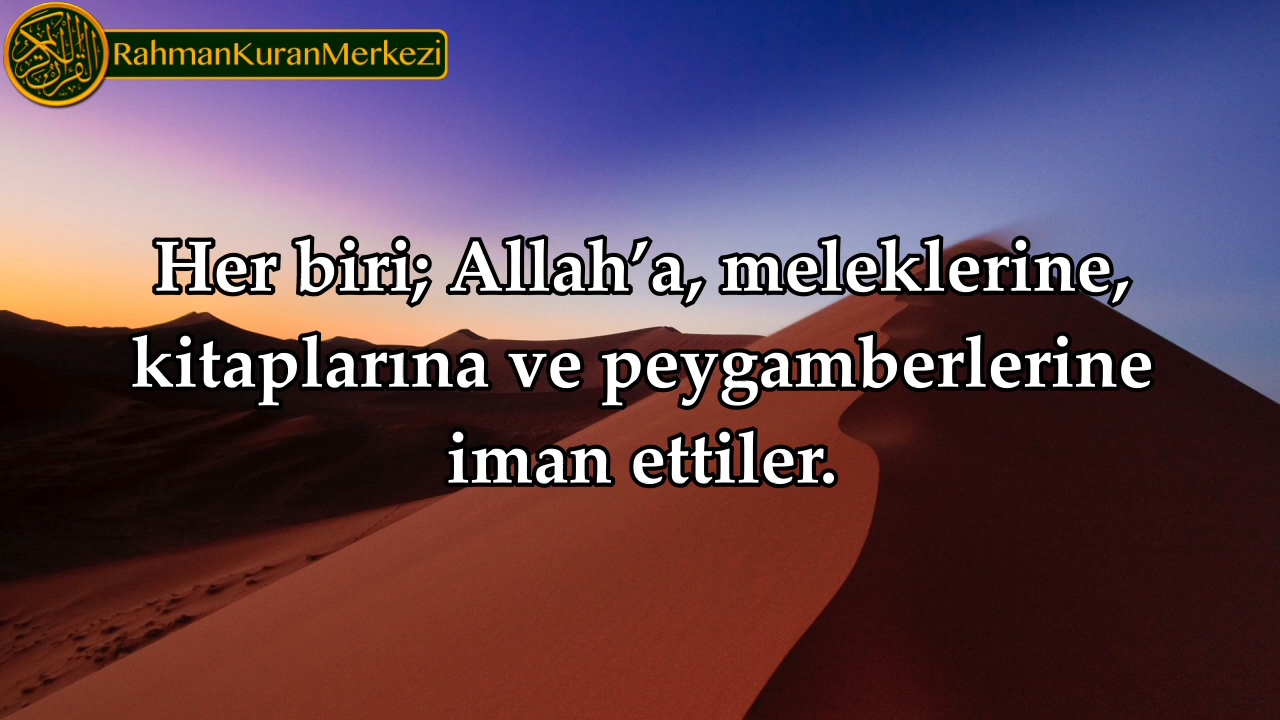 RahmanKuranMerkezi
Her biri; Allah’a, meleklerine,
kitaplarına ve peygamberlerine
iman ettiler.